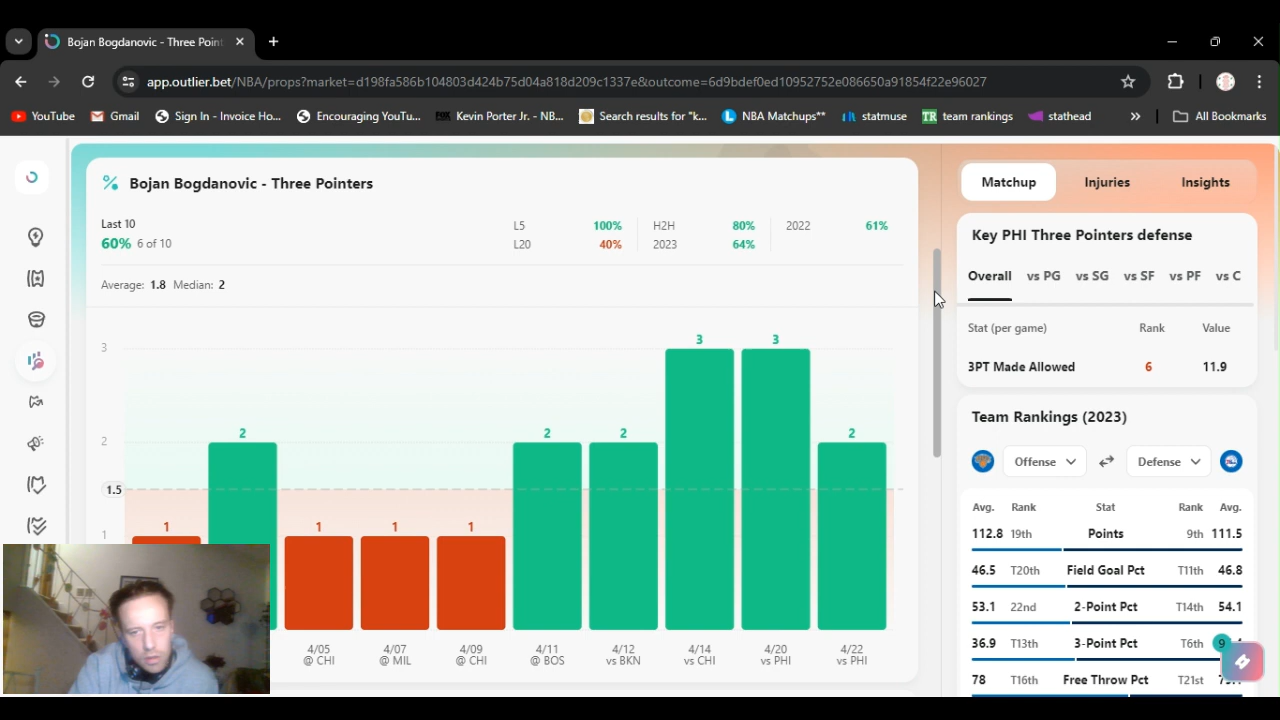 Bojan Bogdanovic - Three Point
app.outlier.bet/NBA/props?market=d198fa586b104803d424b75d04a818d209c1337e&outcome=6d9bdef0ed10952752e086650a91854f22e96027
YouTube Gmail Sign In - Invoice Ho... Encouraging YouTu... FOX Kevin Porter Jr. - NB... Search results for "k... L NBA Matchups** statmuse TR team rankings stathead » All Bookmarks
Bojan Bogdanovic - Three Pointers
Last 10
60% 6 of 10
L5 100% H2H 80% 2022 61%
L20 40% 2023 64%
Average: 1.8 Median: 2
3
2
1.5
1
1 2 1 1 1 2 2 3 3 2
4/05 4/07 4/09 4/11 4/12 4/14 4/20 4/22
@ CHI @ MIL @ CHI @ BOS vs BKN vs CHI vs PHI vs PHI
Matchup Injuries Insights
Key PHI Three Pointers defense
Overall vs PG vs SG vs SF vs PF vs C
Stat (per game) Rank Value
3PT Made Allowed 6 11.9
Team Rankings (2023)
Offense Defense
Avg. Rank Stat Rank Avg.
112.8 19th Points 9th 111.5
46.5 T20th Field Goal Pct T11th 46.8
53.1 22nd 2-Point Pct T14th 54.1
36.9 T13th 3-Point Pct T6th
9
78 T16th Free Throw Pct T21st